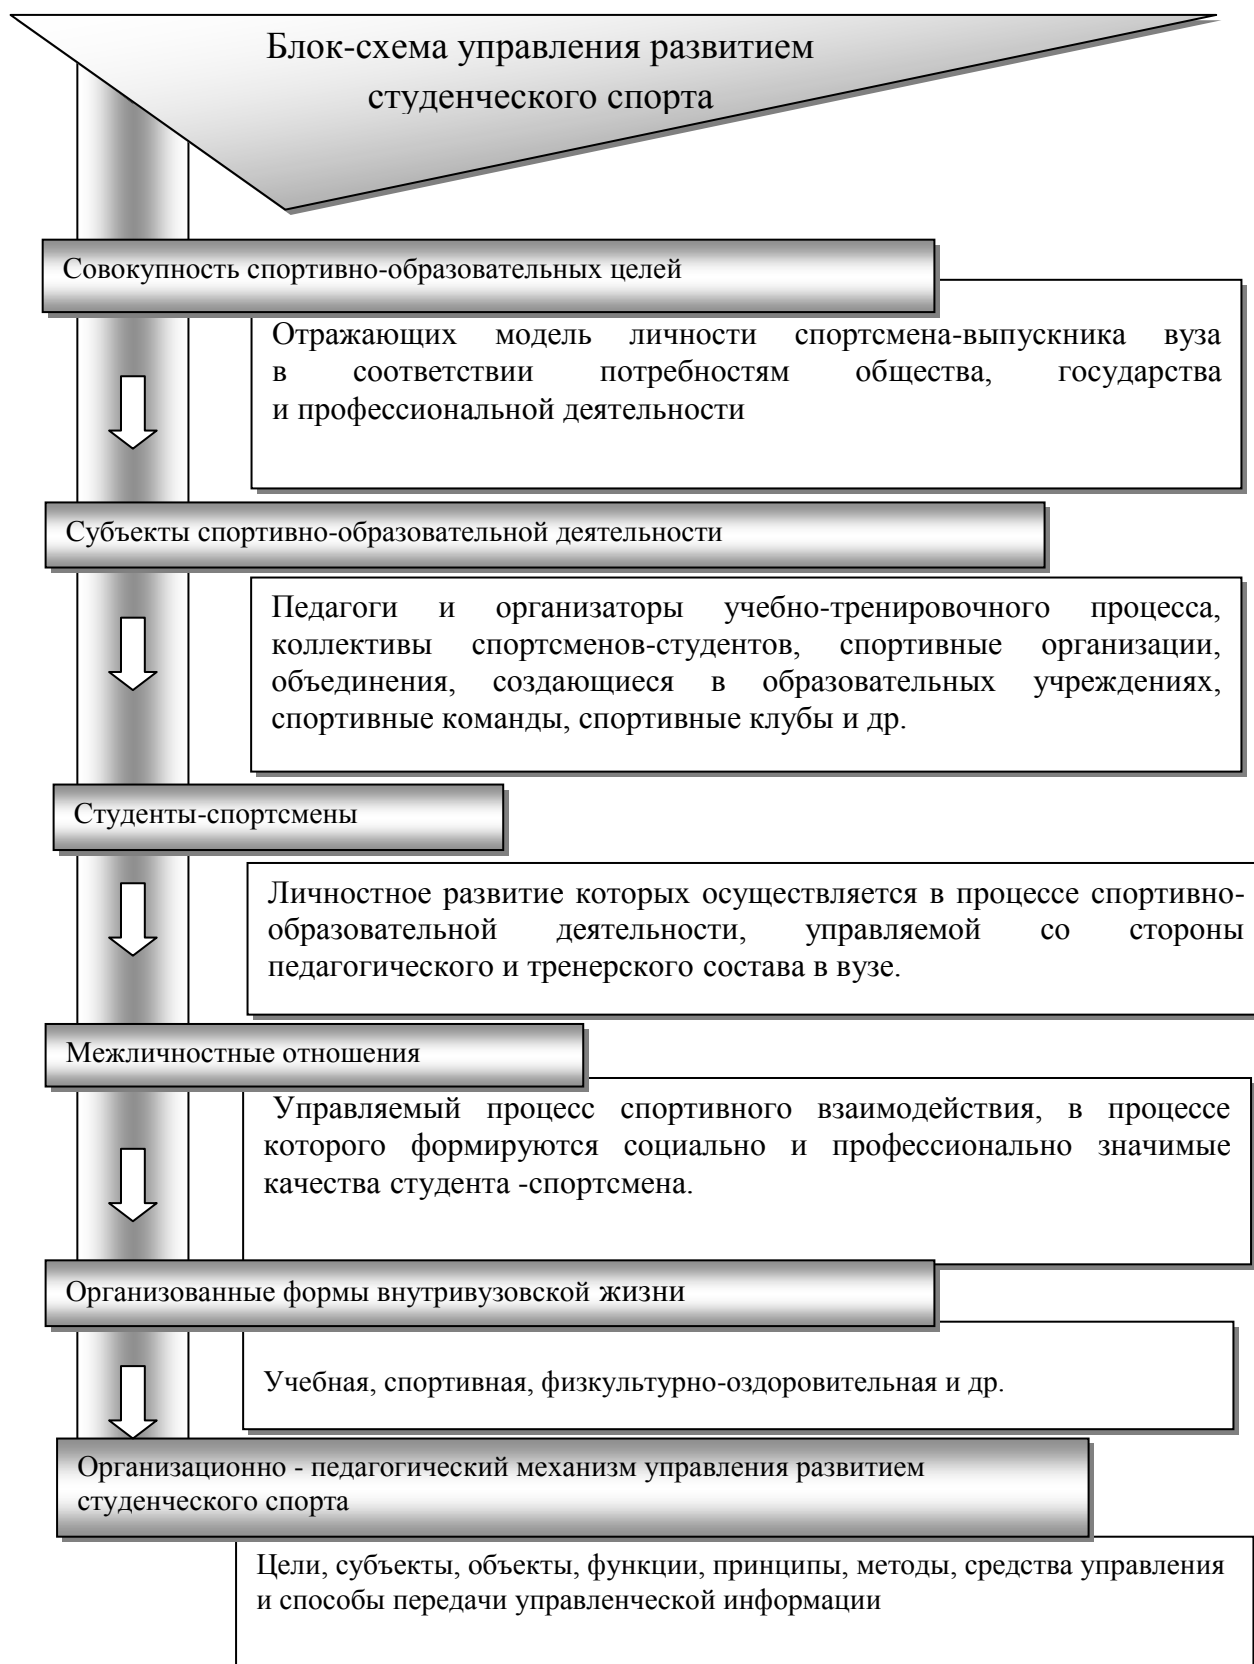 Блок-схема управления развитием
студенческого спорта
Совокупность спортивно-образовательных целей
Отражающих модель личности спортсмена-выпускника вуза
в соответствии потребностям общества, государства
и профессиональной деятельности
Субъекты спортивно-образовательной деятельности
Педагоги и организаторы учебно-тренировочного процесса,
коллективы спортсменов-студентов, спортивные организации,
объединения, создающиеся в образовательных учреждениях,
спортивные команды, спортивные клубы и др.
Студенты-спортсмены
Личностное развитие которых осуществляется в процессе спортивно-
образовательной деятельности, управляемой со стороны
педагогического и тренерского состава в вузе.
Межличностные отношения
Управляемый процесс спортивного взаимодействия, в процессе
которого формируются социально и профессионально значимые
качества студента -спортсмена.
Организованные формы внутривузовской жизни
Учебная, спортивная, физкультурно-оздоровительная и др.
Организационно - педагогический механизм управления развитием
студенческого спорта
Цели, субъекты, объекты, функции, принципы, методы, средства управления
и способы передачи управленческой информации